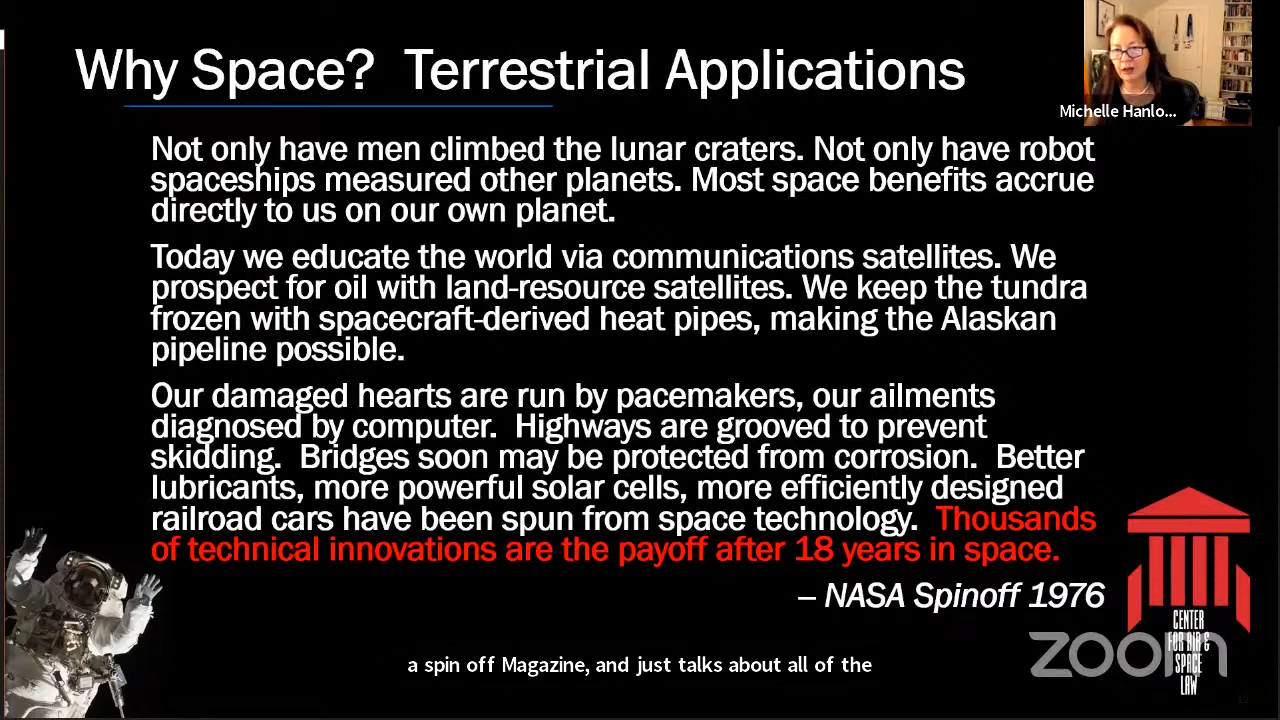 Why Space?  Terrestrial Applications
Michelle Hanlo...
Not only have men climbed the lunar craters. Not only have robot
spaceships measured other planets. Most space benefits accrue
directly to us on our own planet.
Today we educate the world via communications satellites. We
prospect for oil with land-resource satellites. We keep the tundra
frozen with spacecraft-derived heat pipes, making the Alaskan
pipeline possible.
Our damaged hearts are run by pacemakers, our ailments
diagnosed by computer.  Highways are grooved to prevent
skidding.  Bridges soon may be protected from corrosion.  Better
lubricants, more powerful solar cells, more efficiently designed
railroad cars have been spun from space technology.  Thousands
of technical innovations are the payoff after 18 years in space.
– NASA Spinoff 1976
CENTER
FOR AIR &
SPACE
LAW
zoom
a spin off Magazine, and just talks about all of the